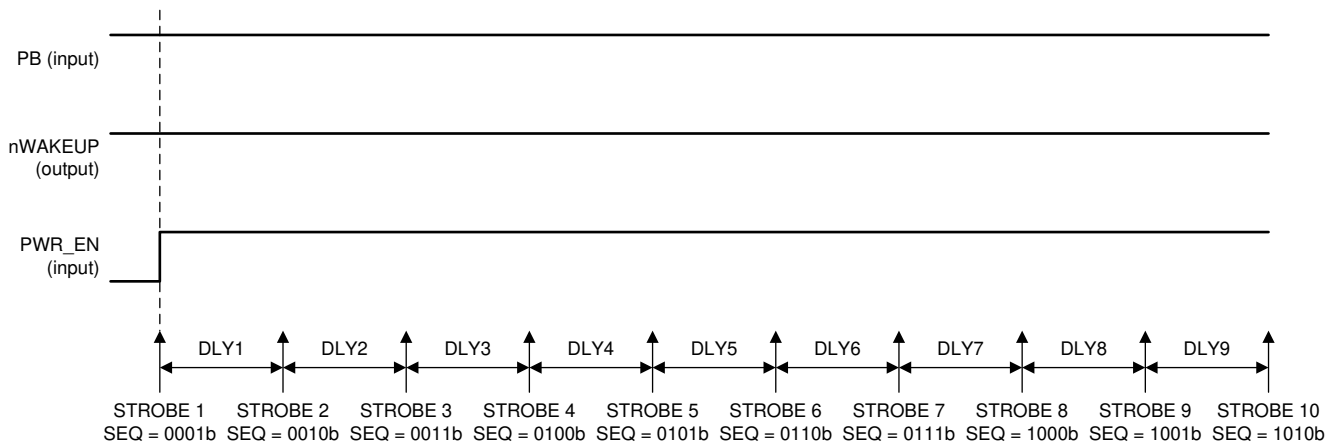 PB (input)
nWAKEUP
(output)
PWR_EN
(input)
DLY1 DLY2 DLY3 DLY4 DLY5 DLY6 DLY7 DLY8 DLY9
STROBE 1 STROBE 2 STROBE 3 STROBE 4 STROBE 5 STROBE 6 STROBE 7 STROBE 8 STROBE 9 STROBE 10
SEQ = 0001b SEQ = 0010b SEQ = 0011b SEQ = 0100b SEQ = 0101b SEQ = 0110b SEQ = 0111b SEQ = 1000b SEQ = 1001b SEQ = 1010b